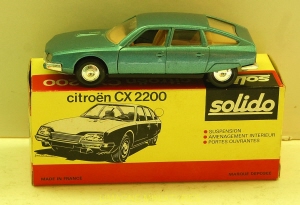 citroën CX 2200
solido
SUSPENSION
AMENAGEMENT INTERIEUR
PORTES OUVRANTES
MADE IN FRANCE